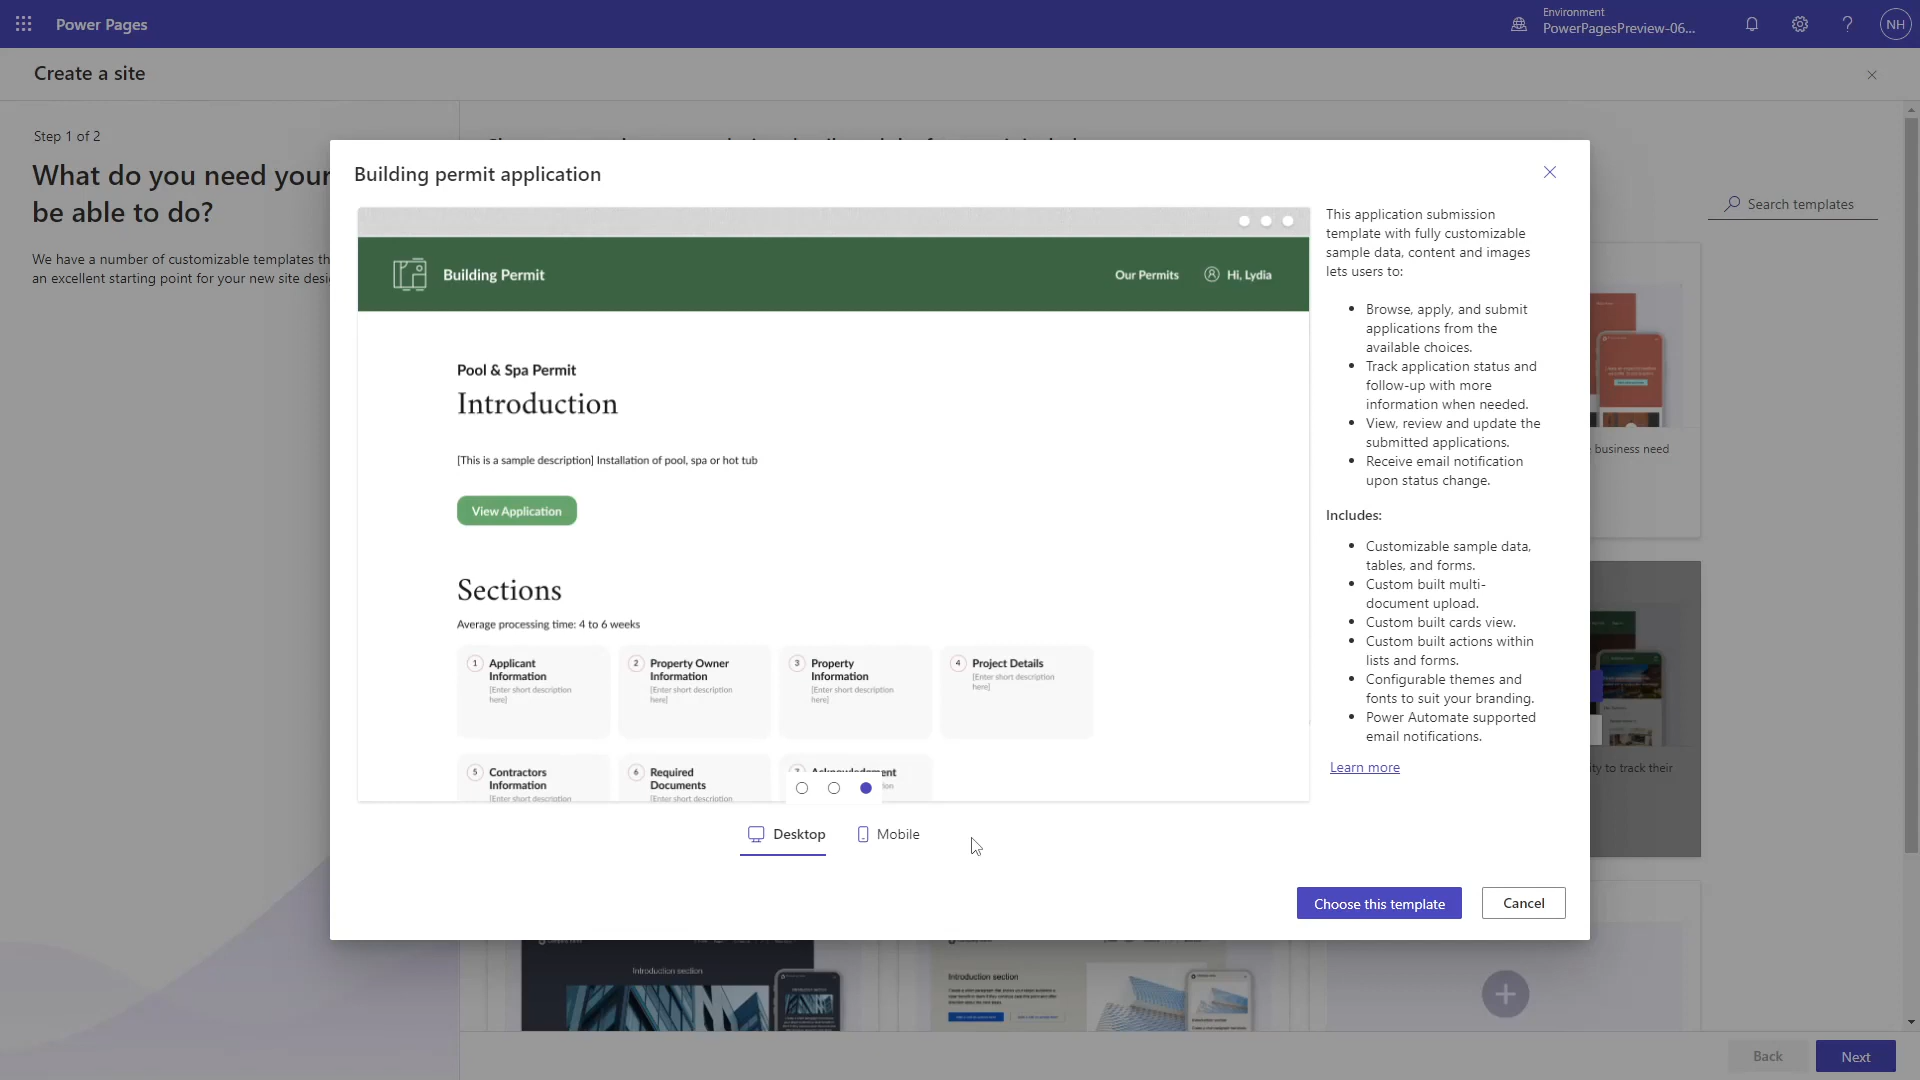 Power Pages
Environment
PowerPagesPreview-06...
NH
Create a site
Step 1 of 2
What do you need your
be able to do?
We have a number of customizable templates th
an excellent starting point for your new site desi
Search templates
Building permit application
Building Permit
Our Permits
Hi, Lydia
Pool & Spa Permit
Introduction
[This is a sample description] Installation of pool, spa or hot tub
View Application
Sections
Average processing time: 4 to 6 weeks
1 Applicant
Information
[Enter short description
here]
2 Property Owner
Information
[Enter short description
here]
3 Property
Information
[Enter short description
here]
4 Project Details
[Enter short description
here]
5 Contractors
Information
[Enter short description
6 Required
Documents
[Enter short description
7 Acknowledgment
Desktop
Mobile
This application submission
template with fully customizable
sample data, content and images
lets users to:
Browse, apply, and submit
applications from the
available choices.
Track application status and
follow-up with more
information when needed.
View, review and update the
submitted applications.
Receive email notification
upon status change.
Includes:
Customizable sample data,
tables, and forms.
Custom built multi-
document upload.
Custom built cards view.
Custom built actions within
lists and forms.
Configurable themes and
fonts to suit your branding.
Power Automate supported
email notifications.
Learn more
Choose this template
Cancel
business need
ty to track their
Introduction section
Introduction section
Back
Next